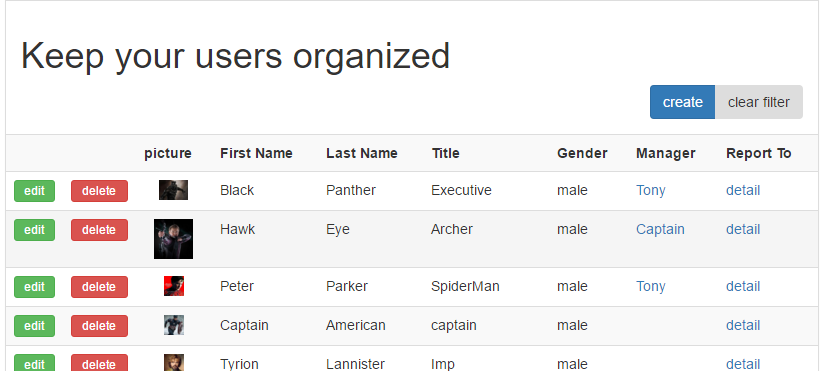 Keep your users organized
create clear filter
picture First Name Last Name Title Gender Manager Report To
edit delete Black Panther Executive male Tony detail
edit delete Hawk Eye Archer male Captain detail
edit delete Peter Parker SpiderMan male Tony detail
edit delete Captain American captain male detail
edit delete Tyrion Lannister Imp male detail